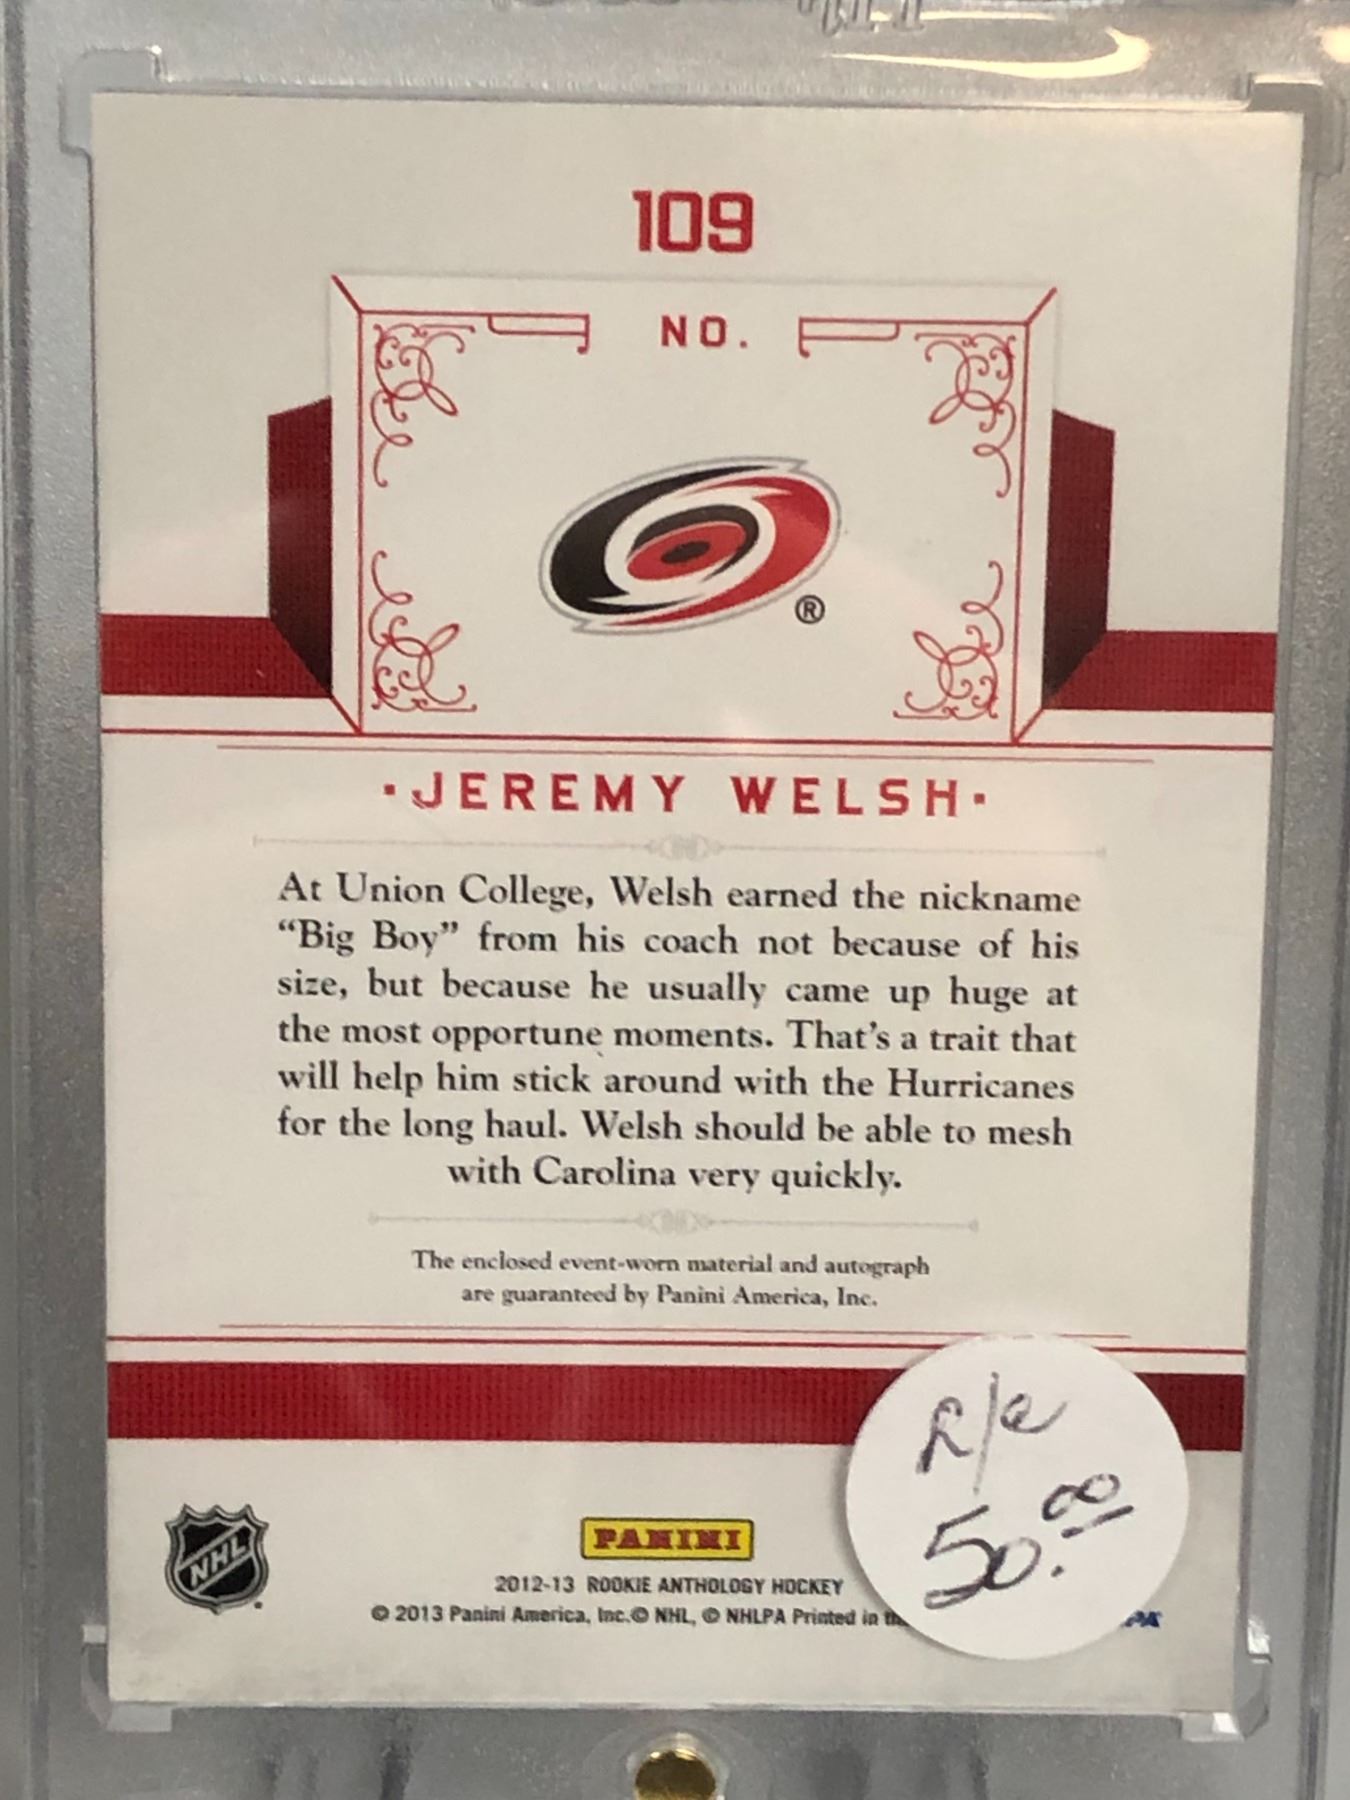 109
NO.
®
·JEREMY WELSH·
At Union College, Welsh earned the nickname
“Big Boy” from his coach not because of his
size, but because he usually came up huge at
the most opportune moments. That’s a trait that
will help him stick around with the Hurricanes
for the long haul. Welsh should be able to mesh
with Carolina very quickly.
The enclosed event-worn material and autograph
are guaranteed by Panini America, Inc.
NHL
PANINI
2012-13 ROOKIE ANTHOLOGY HOCKEY
© 2013 Panini America, Inc.© NHL, © NHLPA Printed in
PA
50.00